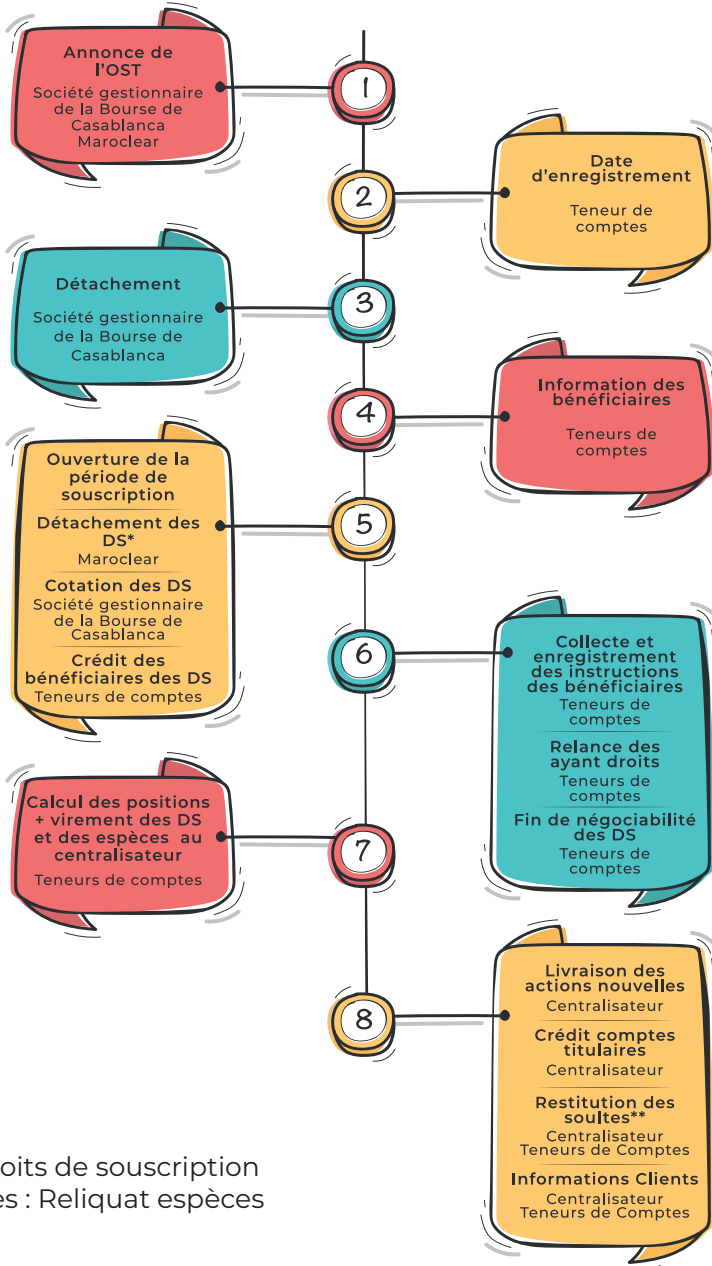 Annonce de
l'OST
Société gestionnaire
de la Bourse de
Casablanca
Maroclear
1
2
Date
d'enregistrement
Teneur de
comptes
3
Détachement
Société gestionnaire
de la Bourse de
Casablanca
4
Information des
bénéficiaires
Teneurs de
comptes
5
Ouverture de la
période de
souscription
Détachement des
DS*
Maroclear
Cotation des DS
Société gestionnaire
de la Bourse de
Casablanca
Crédit des
bénéficiaires des DS
Teneurs de comptes
6
Collecte et
enregistrement
des instructions
des bénéficiaires
Teneurs de
comptes
Relance des
ayant droits
Teneurs de
comptes
Fin de négociabilité
des DS
Teneurs de
comptes
7
Calcul des positions
+ virement des DS
et des espèces au
centralisateur
Teneurs de comptes
8
Livraison des
actions nouvelles
Centralisateur
Crédit comptes
titulaires
Centralisateur
Restitution des
soultes**
Centralisateur
Teneurs de Comptes
Informations Clients
Centralisateur
Teneurs de Comptes
oits de souscription
es : Reliquat espèces